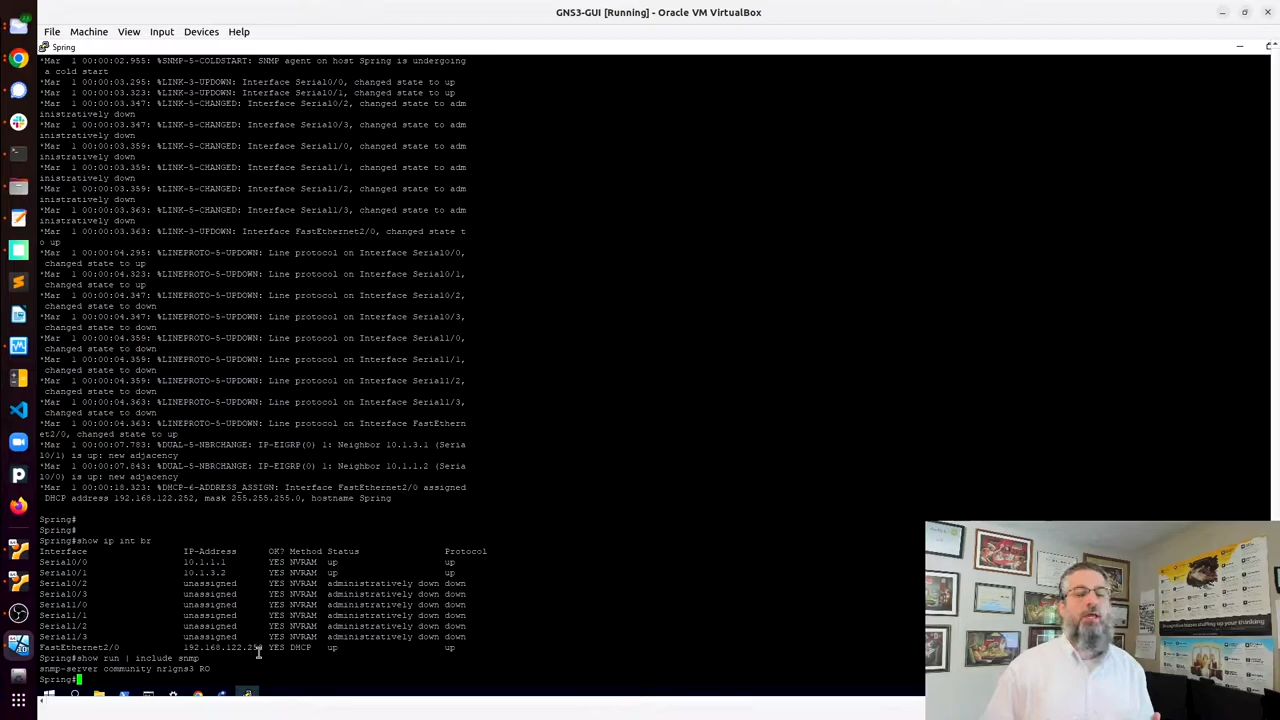 GNS3-GUI [Running] - Oracle VM VirtualBox
File Machine View Input Devices Help
Spring
*Mar 1 00:00:02.955: %SNMP-5-COLDSTART: SNMP agent on host Spring is undergoing
a cold start
*Mar 1 00:00:03.295: %LINK-3-UPDOWN: Interface Serial0/0, changed state to up
*Mar 1 00:00:03.323: %LINK-3-UPDOWN: Interface Serial0/1, changed state to up
*Mar 1 00:00:03.347: %LINK-5-CHANGED: Interface Serial0/2, changed state to adm
inistratively down
*Mar 1 00:00:03.347: %LINK-5-CHANGED: Interface Serial0/3, changed state to adm
inistratively down
*Mar 1 00:00:03.359: %LINK-5-CHANGED: Interface Serial1/0, changed state to adm
inistratively down
*Mar 1 00:00:03.359: %LINK-5-CHANGED: Interface Serial1/1, changed state to adm
inistratively down
*Mar 1 00:00:03.359: %LINK-5-CHANGED: Interface Serial1/2, changed state to adm
inistratively down
*Mar 1 00:00:03.363: %LINK-5-CHANGED: Interface Serial1/3, changed state to adm
inistratively down
*Mar 1 00:00:03.363: %LINK-3-UPDOWN: Interface FastEthernet2/0, changed state t
o up
*Mar 1 00:00:04.295: %LINEPROTO-5-UPDOWN: Line protocol on Interface Serial0/0,
changed state to up
*Mar 1 00:00:04.323: %LINEPROTO-5-UPDOWN: Line protocol on Interface Serial0/1,
changed state to up
*Mar 1 00:00:04.347: %LINEPROTO-5-UPDOWN: Line protocol on Interface Serial0/2,
changed state to down
*Mar 1 00:00:04.347: %LINEPROTO-5-UPDOWN: Line protocol on Interface Serial0/3,
changed state to down
*Mar 1 00:00:04.359: %LINEPROTO-5-UPDOWN: Line protocol on Interface Serial1/0,
changed state to down
*Mar 1 00:00:04.359: %LINEPROTO-5-UPDOWN: Line protocol on Interface Serial1/1,
changed state to down
*Mar 1 00:00:04.359: %LINEPROTO-5-UPDOWN: Line protocol on Interface Serial1/2,
changed state to down
*Mar 1 00:00:04.363: %LINEPROTO-5-UPDOWN: Line protocol on Interface Serial1/3,
changed state to down
*Mar 1 00:00:04.363: %LINEPROTO-5-UPDOWN: Line protocol on Interface FastEthern
et2/0, changed state to up
*Mar 1 00:00:07.783: %DUAL-5-NBRCHANGE: IP-EIGRP(0) 1: Neighbor 10.1.3.1 (Seria
l0/1) is up: new adjacency
*Mar 1 00:00:07.843: %DUAL-5-NBRCHANGE: IP-EIGRP(0) 1: Neighbor 10.1.1.2 (Seria
l0/0) is up: new adjacency
*Mar 1 00:00:18.323: %DHCP-6-ADDRESS_ASSIGN: Interface FastEthernet2/0 assigned
DHCP address 192.168.122.252, mask 255.255.255.0, hostname Spring
Spring#
Spring#
Spring#show ip int br
Interface IP-Address OK? Method Status Protocol
Serial0/0 10.1.1.1 YES NVRAM up up
Serial0/1 10.1.3.2 YES NVRAM up up
Serial0/2 unassigned YES NVRAM administratively down down
Serial0/3 unassigned YES NVRAM administratively down down
Serial1/0 unassigned YES NVRAM administratively down down
Serial1/1 unassigned YES NVRAM administratively down down
Serial1/2 unassigned YES NVRAM administratively down down
Serial1/3 unassigned YES NVRAM administratively down down
FastEthernet2/0 192.168.122.252 YES DHCP up up
Spring#show run | include snmp
snmp-server community nr1gns3 RO
Spring#